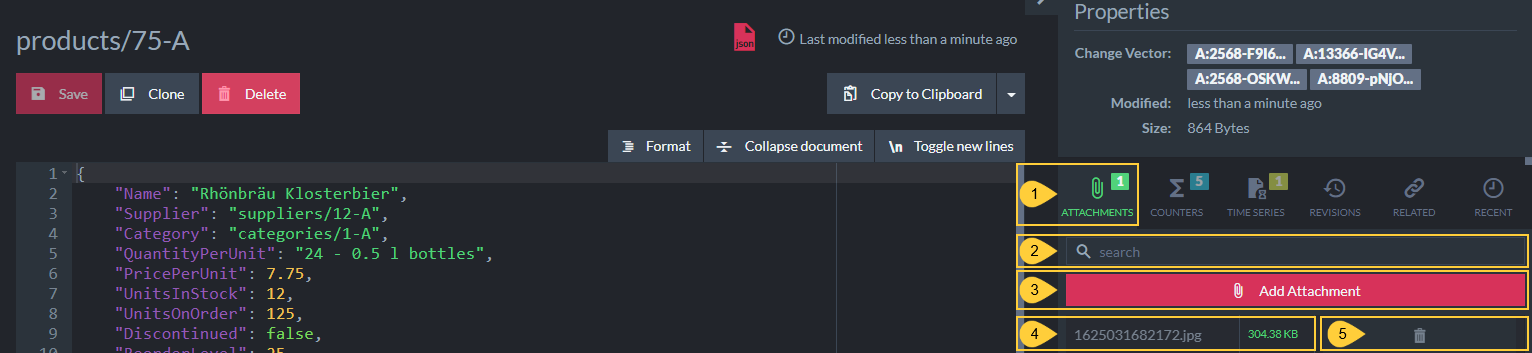 products/75-A
json
Last modified less than a minute ago
Save
Clone
Delete
Copy to Clipboard
Format
Collapse document
\n Toggle new lines
1 {
2 "Name": "Rhönbräu Klosterbier",
3 "Supplier": "suppliers/12-A",
4 "Category": "categories/1-A",
5 "QuantityPerUnit": "24 - 0.5 l bottles",
6 "PricePerUnit": 7.75,
7 "UnitsInStock": 12,
8 "UnitsOnOrder": 125,
9 "Discontinued": false,
10 "ReorderLevel": 25
Properties
Change Vector: A:2568-F9I6... A:13366-IG4V...
A:2568-OSKW... A:8809-pNJO...
Modified: less than a minute ago
Size: 864 Bytes
1
1
ATTACHMENTS
5
COUNTERS
1
TIME SERIES
REVISIONS
RELATED
RECENT
2
search
3
Add Attachment
4
1625031682172.jpg
304.38 KB
5